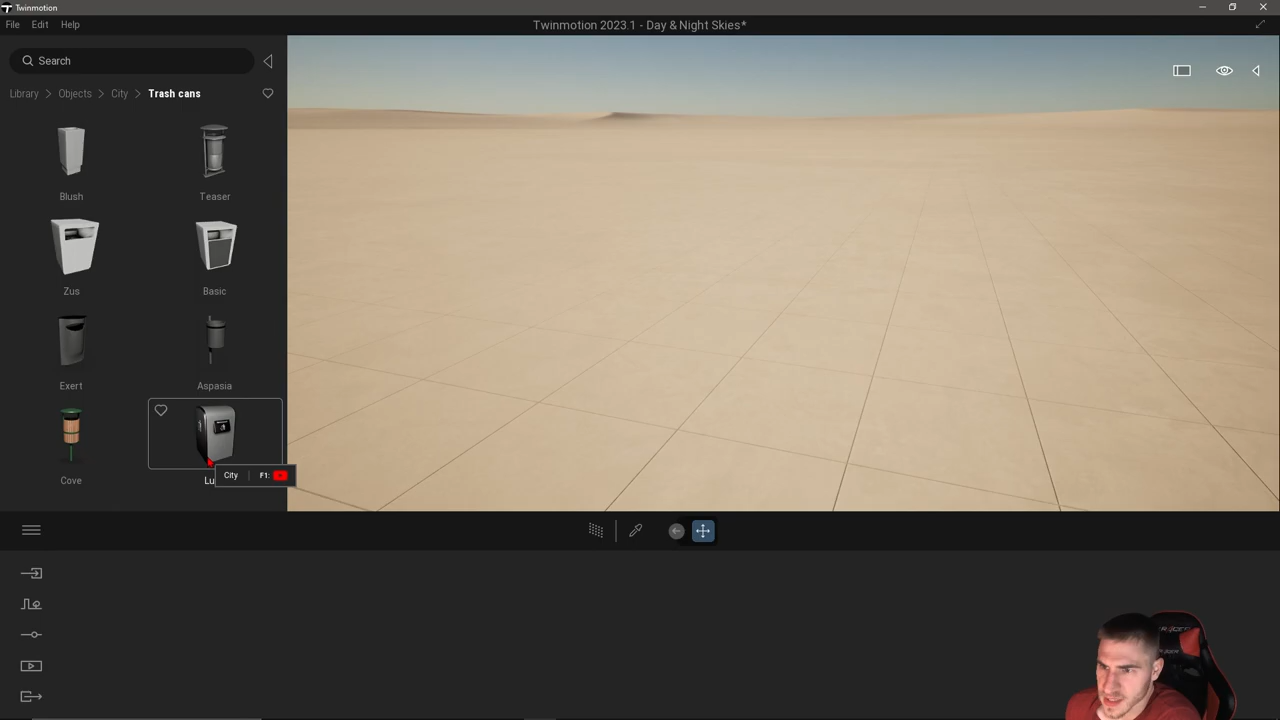 Twinmotion
File Edit Help
Twinmotion 2023.1 - Day & Night Skies*
Search
Library > Objects > City > Trash cans
Blush Teaser
Zus Basic
Exert Aspasia
Cove Lu
City F1: